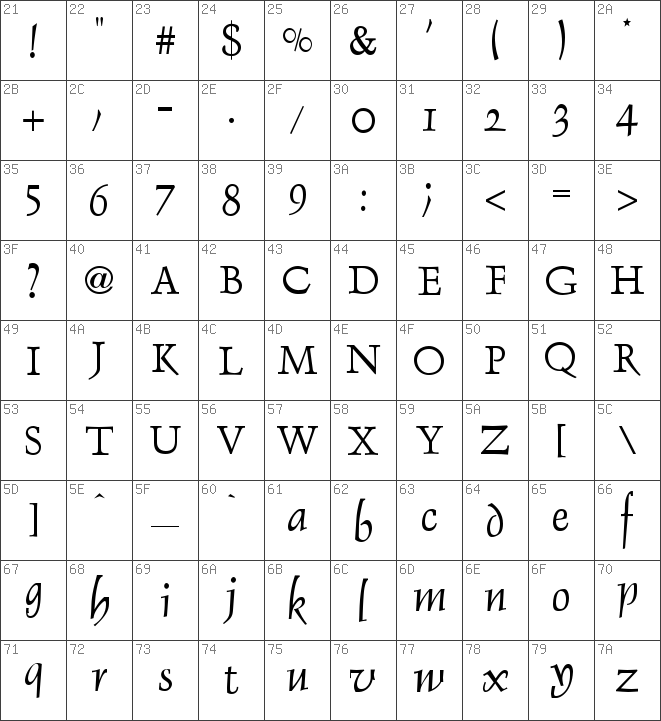 21 22 23 24 25 26 27 28 29 2A
! " # $ % & ' ( ) *
2B 2C 2D 2E 2F 30 31 32 33 34
+ , - . / 0 1 2 3 4
35 36 37 38 39 3A 3B 3C 3D 3E
5 6 7 8 9 : ; < = >
3F 40 41 42 43 44 45 46 47 48
? @ A B C D E F G H
49 4A 4B 4C 4D 4E 4F 50 51 52
I J K L M N O P Q R
53 54 55 56 57 58 59 5A 5B 5C
S T U V W X Y Z [ \
5D 5E 5F 60 61 62 63 64 65 66
] ^ _ ` a b c d e f
67 68 69 6A 6B 6C 6D 6E 6F 70
g h i j k l m n o p
71 72 73 74 75 76 77 78 79 7A
q r s t u v w x y z